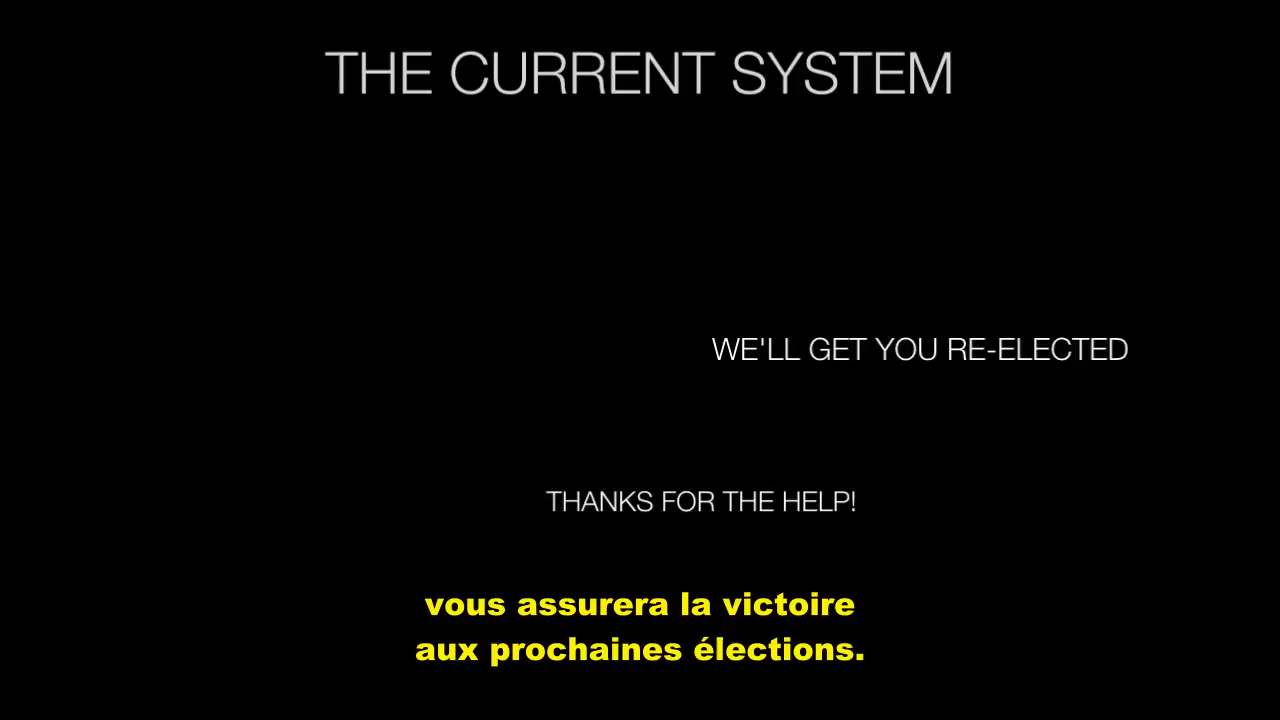 THE CURRENT SYSTEM
WE'LL GET YOU RE-ELECTED
THANKS FOR THE HELP!
vous assurera la victoire
aux prochaines élections.